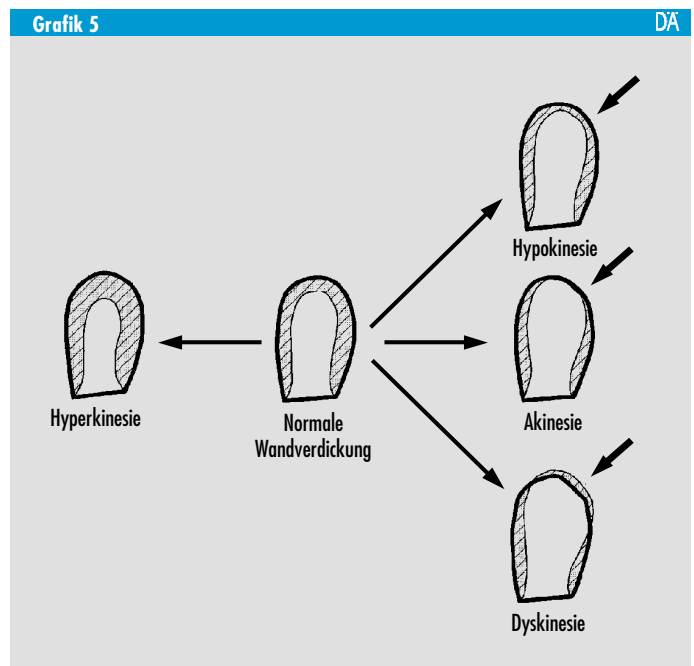 Grafik 5
DÄ
Hypokinesie
Hyperkinesie
Normale
Wandverdickung
Akinesie
Dyskinesie